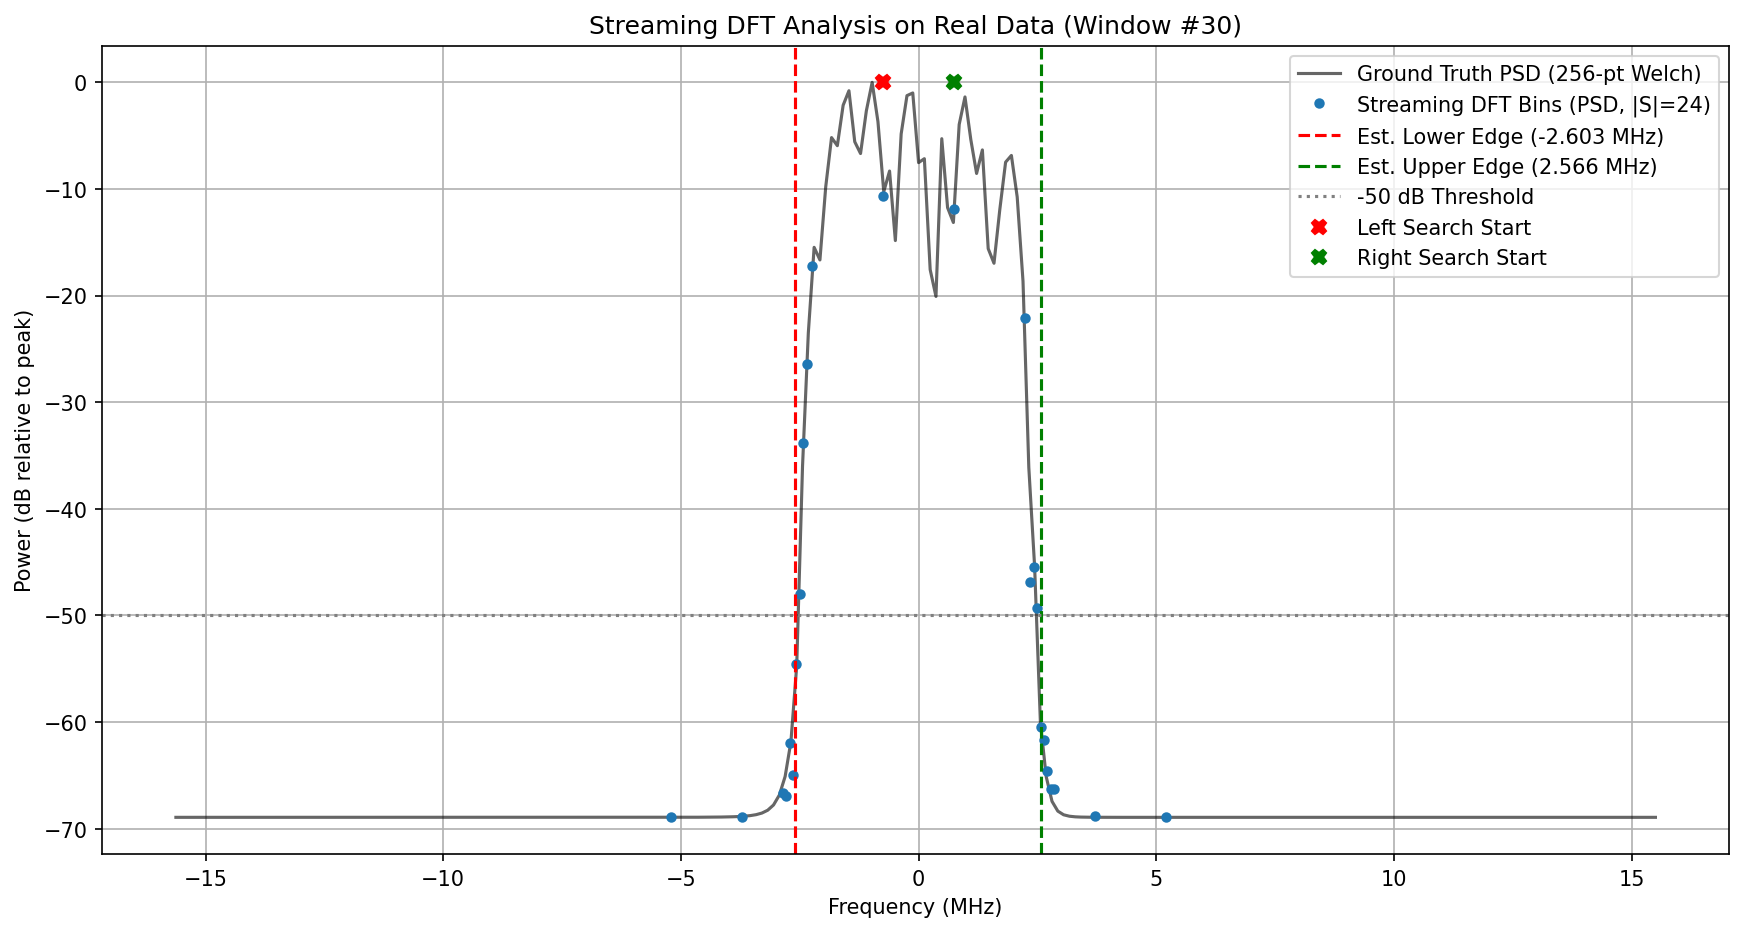 Streaming DFT Analysis on Real Data (Window #30)
Ground Truth PSD (256-pt Welch)
Streaming DFT Bins (PSD, |S|=24)
Est. Lower Edge (-2.603 MHz)
Est. Upper Edge (2.566 MHz)
-50 dB Threshold
Left Search Start
Right Search Start
Power (dB relative to peak)
0
−10
−20
−30
−40
−50
−60
−70
−15 −10 −5 0 5 10 15
Frequency (MHz)